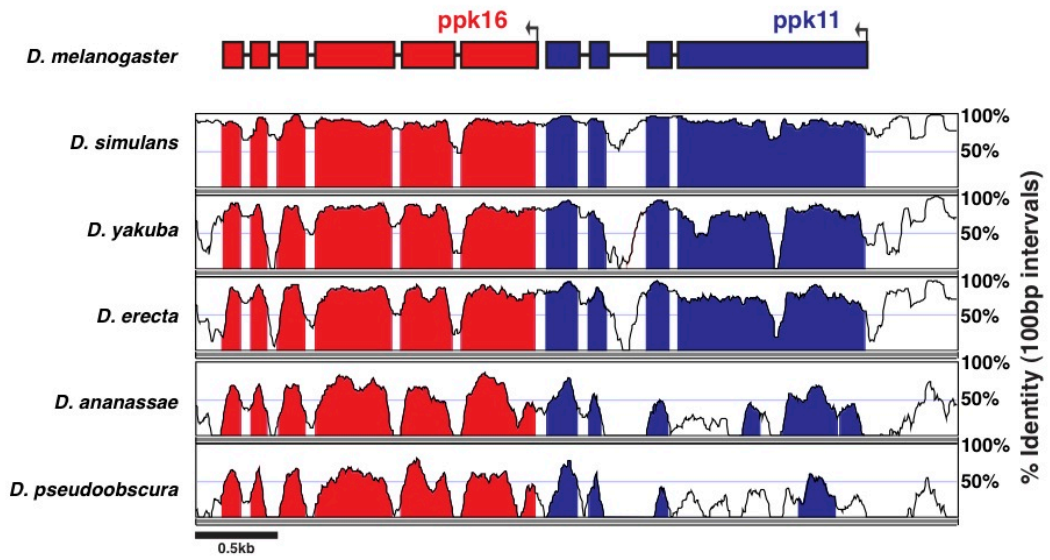 ppk16 ppk11
D. melanogaster
D. simulans
100%
50%
D. yakuba
100%
50%
D. erecta
100%
50%
D. ananassae
100%
50%
D. pseudoobscura
100%
50%
% Identity (100bp intervals)
0.5kb